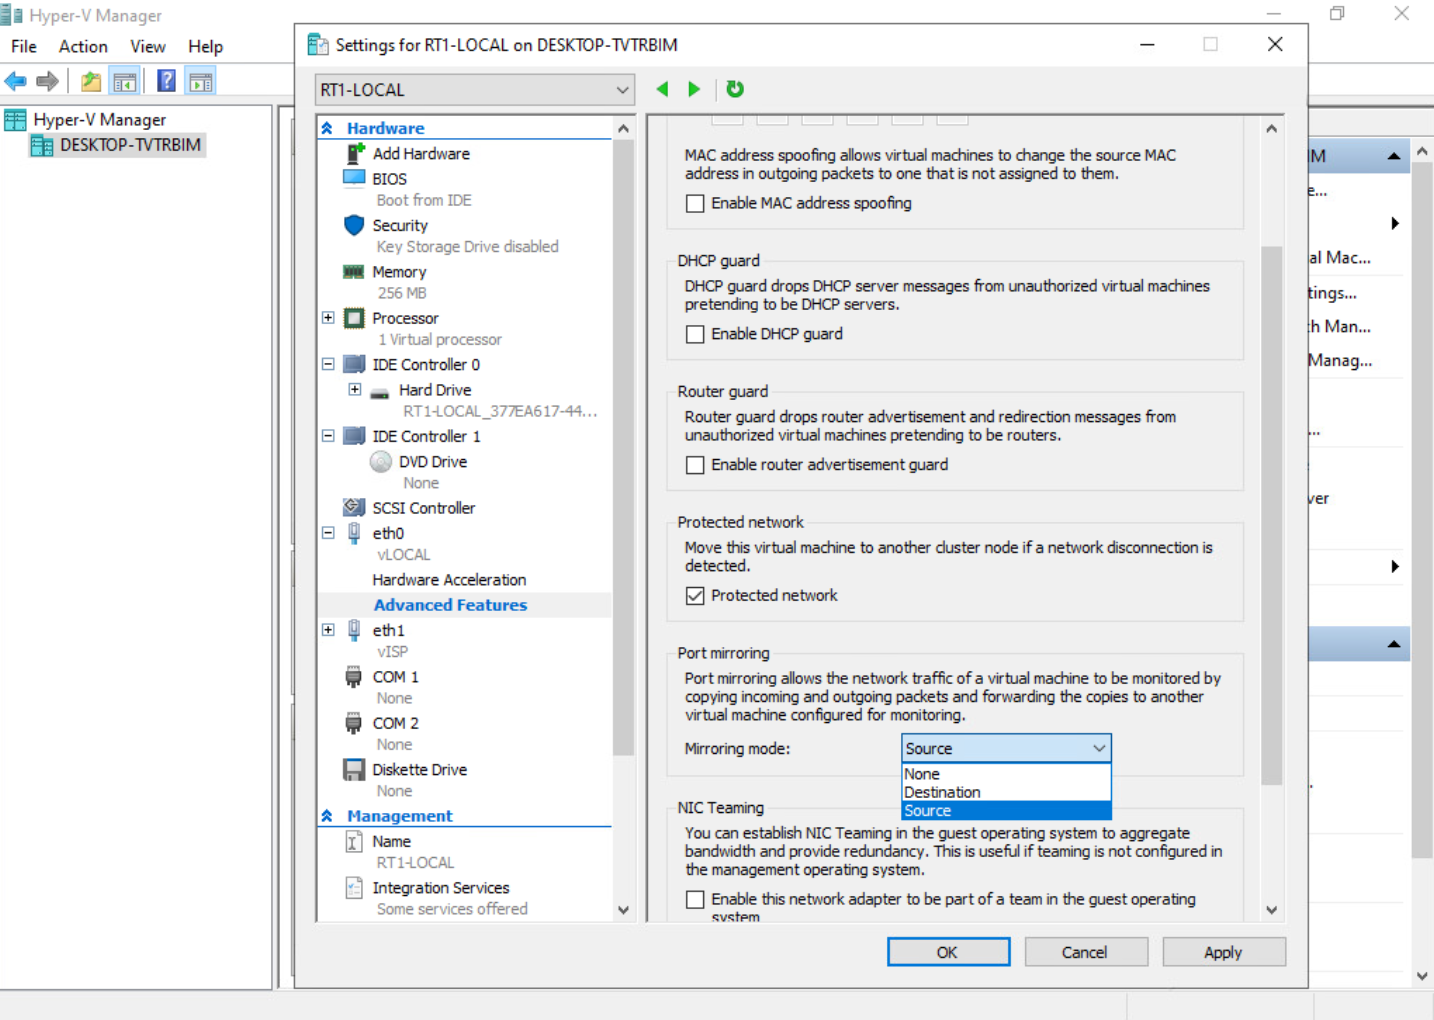 Hyper-V Manager
File Action View Help
Hyper-V Manager
DESKTOP-TVTRBIM
Settings for RT1-LOCAL on DESKTOP-TVTRBIM
RT1-LOCAL
Hardware
Add Hardware
BIOS
Boot from IDE
Security
Key Storage Drive disabled
Memory
256 MB
Processor
1 Virtual processor
IDE Controller 0
Hard Drive
RT1-LOCAL_377EA617-44...
IDE Controller 1
DVD Drive
None
SCSI Controller
eth0
vLOCAL
Hardware Acceleration
Advanced Features
eth1
vISP
COM 1
None
COM 2
None
Diskette Drive
None
Management
Name
RT1-LOCAL
Integration Services
Some services offered
MAC address spoofing allows virtual machines to change the source MAC
address in outgoing packets to one that is not assigned to them.
Enable MAC address spoofing
DHCP guard
DHCP guard drops DHCP server messages from unauthorized virtual machines
pretending to be DHCP servers.
Enable DHCP guard
Router guard
Router guard drops router advertisement and redirection messages from
unauthorized virtual machines pretending to be routers.
Enable router advertisement guard
Protected network
Move this virtual machine to another cluster node if a network disconnection is
detected.
Protected network
Port mirroring
Port mirroring allows the network traffic of a virtual machine to be monitored by
copying incoming and outgoing packets and forwarding the copies to another
virtual machine configured for monitoring.
Mirroring mode: Source
None
Destination
Source
NIC Teaming
You can establish NIC Teaming in the guest operating system to aggregate
bandwidth and provide redundancy. This is useful if teaming is not configured in
the management operating system.
Enable this network adapter to be part of a team in the guest operating
system
OK Cancel Apply
IM
e...
al Mac...
tings...
h Man...
Manag...
...
ver